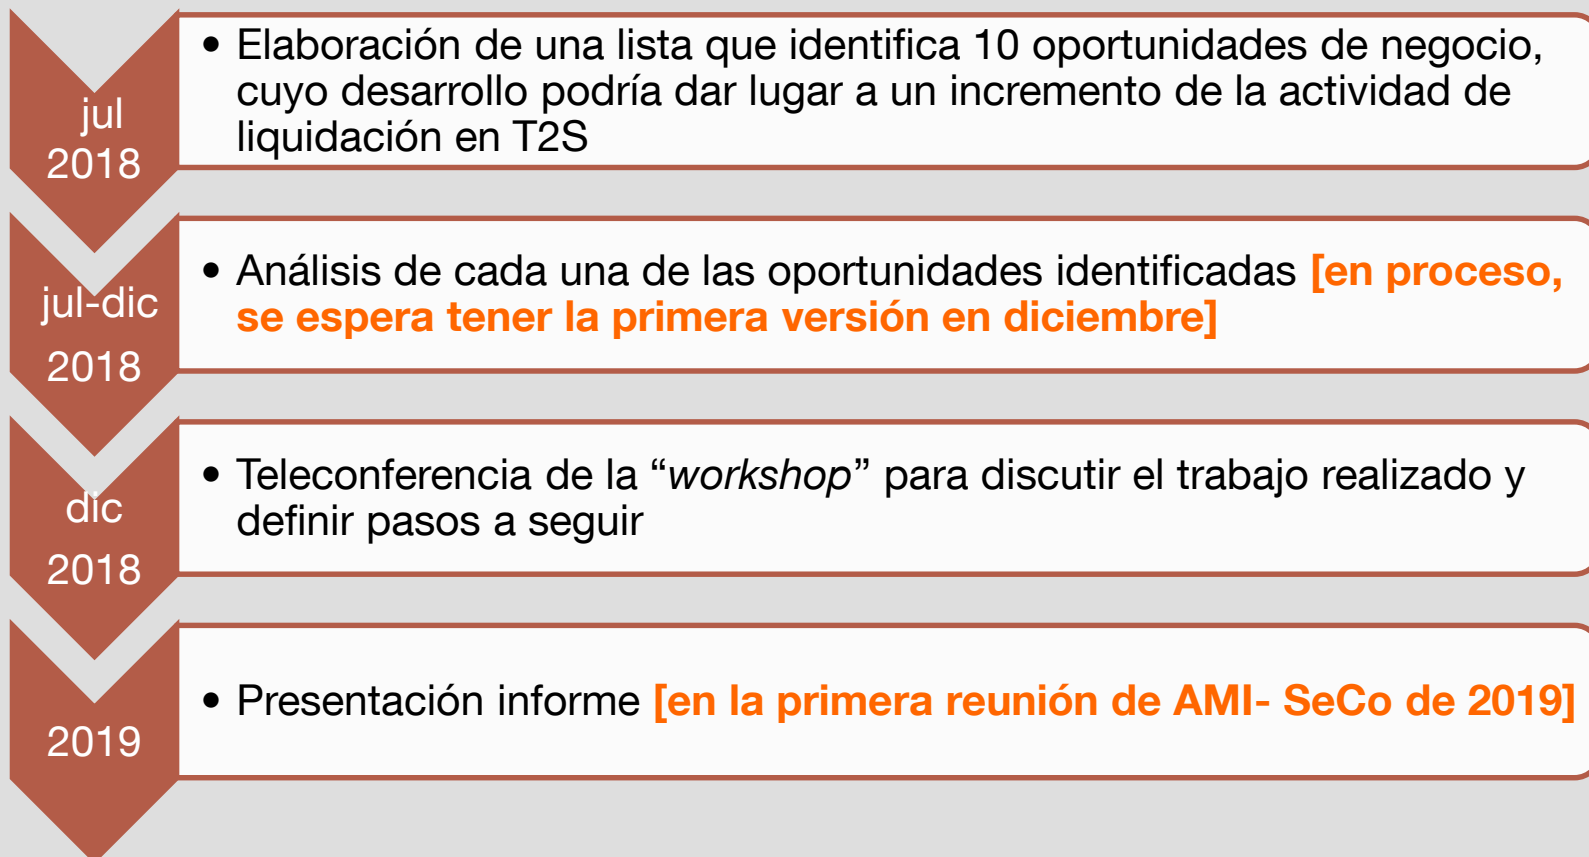 jul
2018
• Elaboración de una lista que identifica 10 oportunidades de negocio,
cuyo desarrollo podría dar lugar a un incremento de la actividad de
liquidación en T2S
jul-dic
2018
• Análisis de cada una de las oportunidades identificadas [en proceso,
se espera tener la primera versión en diciembre]
dic
2018
• Teleconferencia de la “workshop” para discutir el trabajo realizado y
definir pasos a seguir
2019
• Presentación informe [en la primera reunión de AMI- SeCo de 2019]